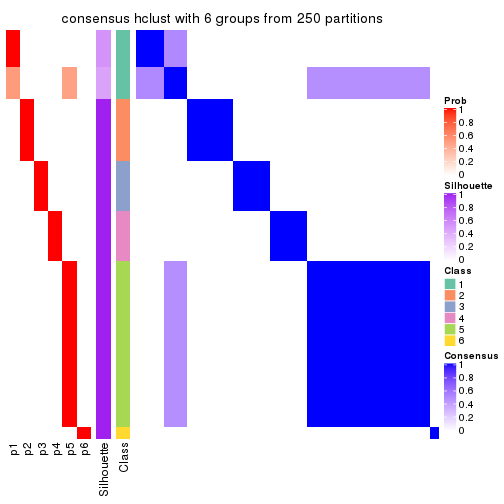 consensus hclust with 6 groups from 250 partitions
Prob
1
0.8
0.6
0.4
0.2
0
Silhouette
1
0.8
0.6
0.4
0.2
0
Class
1
2
3
4
5
6
Consensus
1
0.8
0.6
0.4
0.2
0
p1
p2
p3
p4
p5
p6
Silhouette
Class